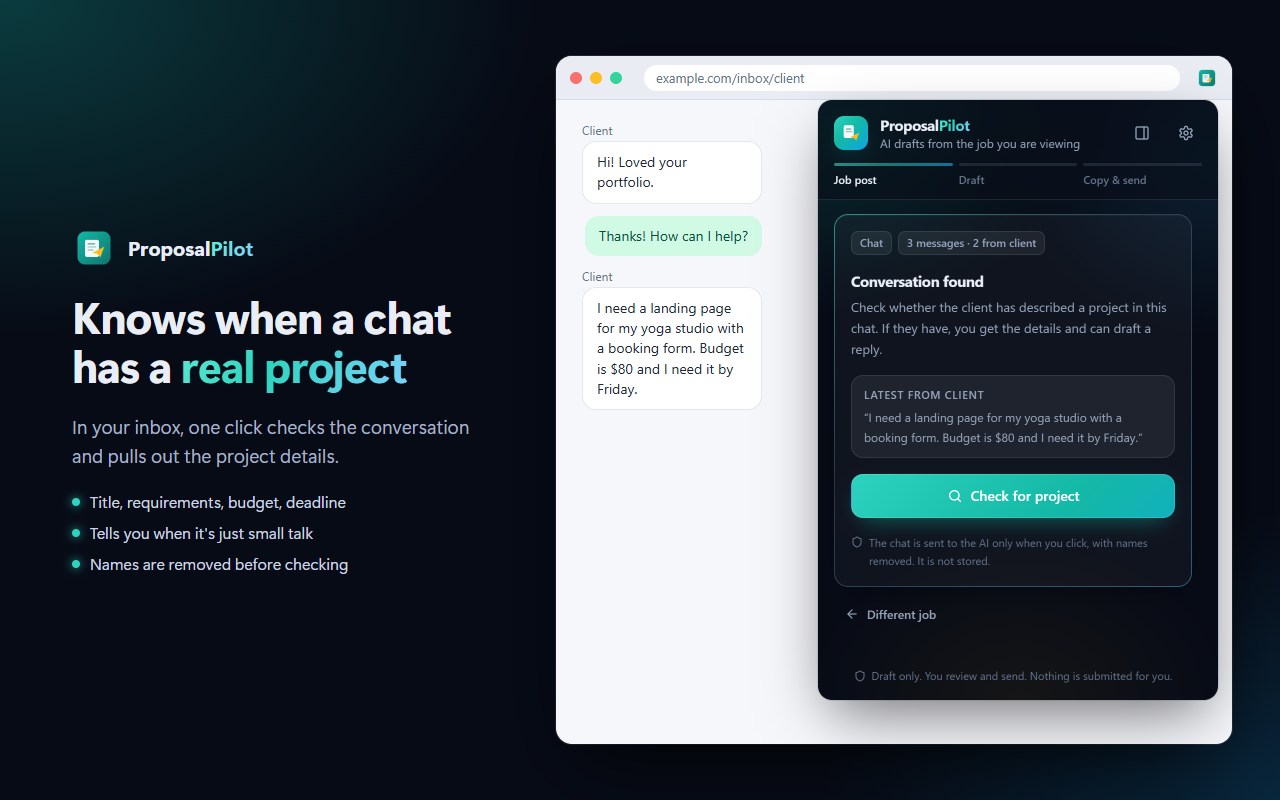 ProposalPilot
Knows when a chat
has a real project
In your inbox, one click checks the conversation
and pulls out the project details.
Title, requirements, budget, deadline
Tells you when it's just small talk
Names are removed before checking
example.com/inbox/client
Client
Hi! Loved your
portfolio.
Thanks! How can I help?
Client
I need a landing page
for my yoga studio with
a booking form. Budget
is $80 and I need it by
Friday.
ProposalPilot
AI drafts from the job you are viewing
Job post
Draft
Copy & send
Chat
3 messages · 2 from client
Conversation found
Check whether the client has described a project in this
chat. If they have, you get the details and can draft a
reply.
LATEST FROM CLIENT
“I need a landing page for my yoga studio with a
booking form. Budget is $80 and I need it by Friday.”
Check for project
The chat is sent to the AI only when you click, with names
removed. It is not stored.
Different job
Draft only. You review and send. Nothing is submitted for you.